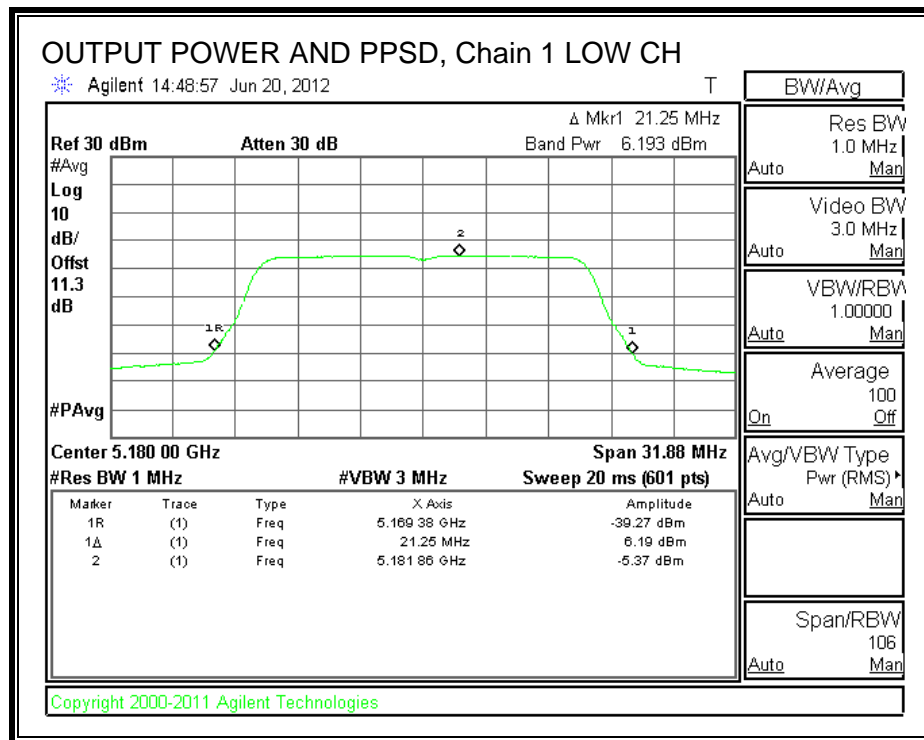 OUTPUT POWER AND PPSD, Chain 1 LOW CH
Agilent 14:48:57 Jun 20, 2012 T
BW/Avg
Δ Mkr1 21.25 MHz
Ref 30 dBm Atten 30 dB Band Pwr 6.193 dBm
#Avg
Log
10
dB/
Offst
11.3
dB
#PAvg
1R
2
1
Center 5.180 00 GHz Span 31.88 MHz
#Res BW 1 MHz #VBW 3 MHz Sweep 20 ms (601 pts)
Marker Trace Type X Axis Amplitude
1R (1) Freq 5.169 38 GHz -39.27 dBm
1Δ (1) Freq 21.25 MHz 6.19 dBm
2 (1) Freq 5.181 86 GHz -5.37 dBm
Res BW
1.0 MHz
Auto Man
Video BW
3.0 MHz
Auto Man
VBW/RBW
1.00000
Auto Man
Average
100
On Off
Avg/VBW Type
Pwr (RMS)
Auto Man
Span/RBW
106
Auto Man
Copyright 2000-2011 Agilent Technologies